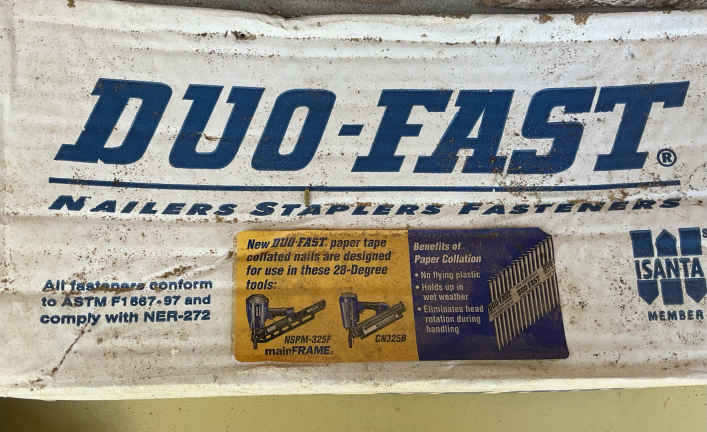 DUO-FAST®
NAILERS STAPLERS FASTENERS
All fasteners conform
to ASTM F1667-97 and
comply with NER-272
New DUO-FAST paper tape
collated nails are designed
for use in these 28-Degree
tools:
NSPM-325F
mainFRAME®
CN325B
Benefits of
Paper Collation
• No flying plastic
• Holds up in
wet weather
• Eliminates head
rotation during
handling
ISANTA
MEMBER